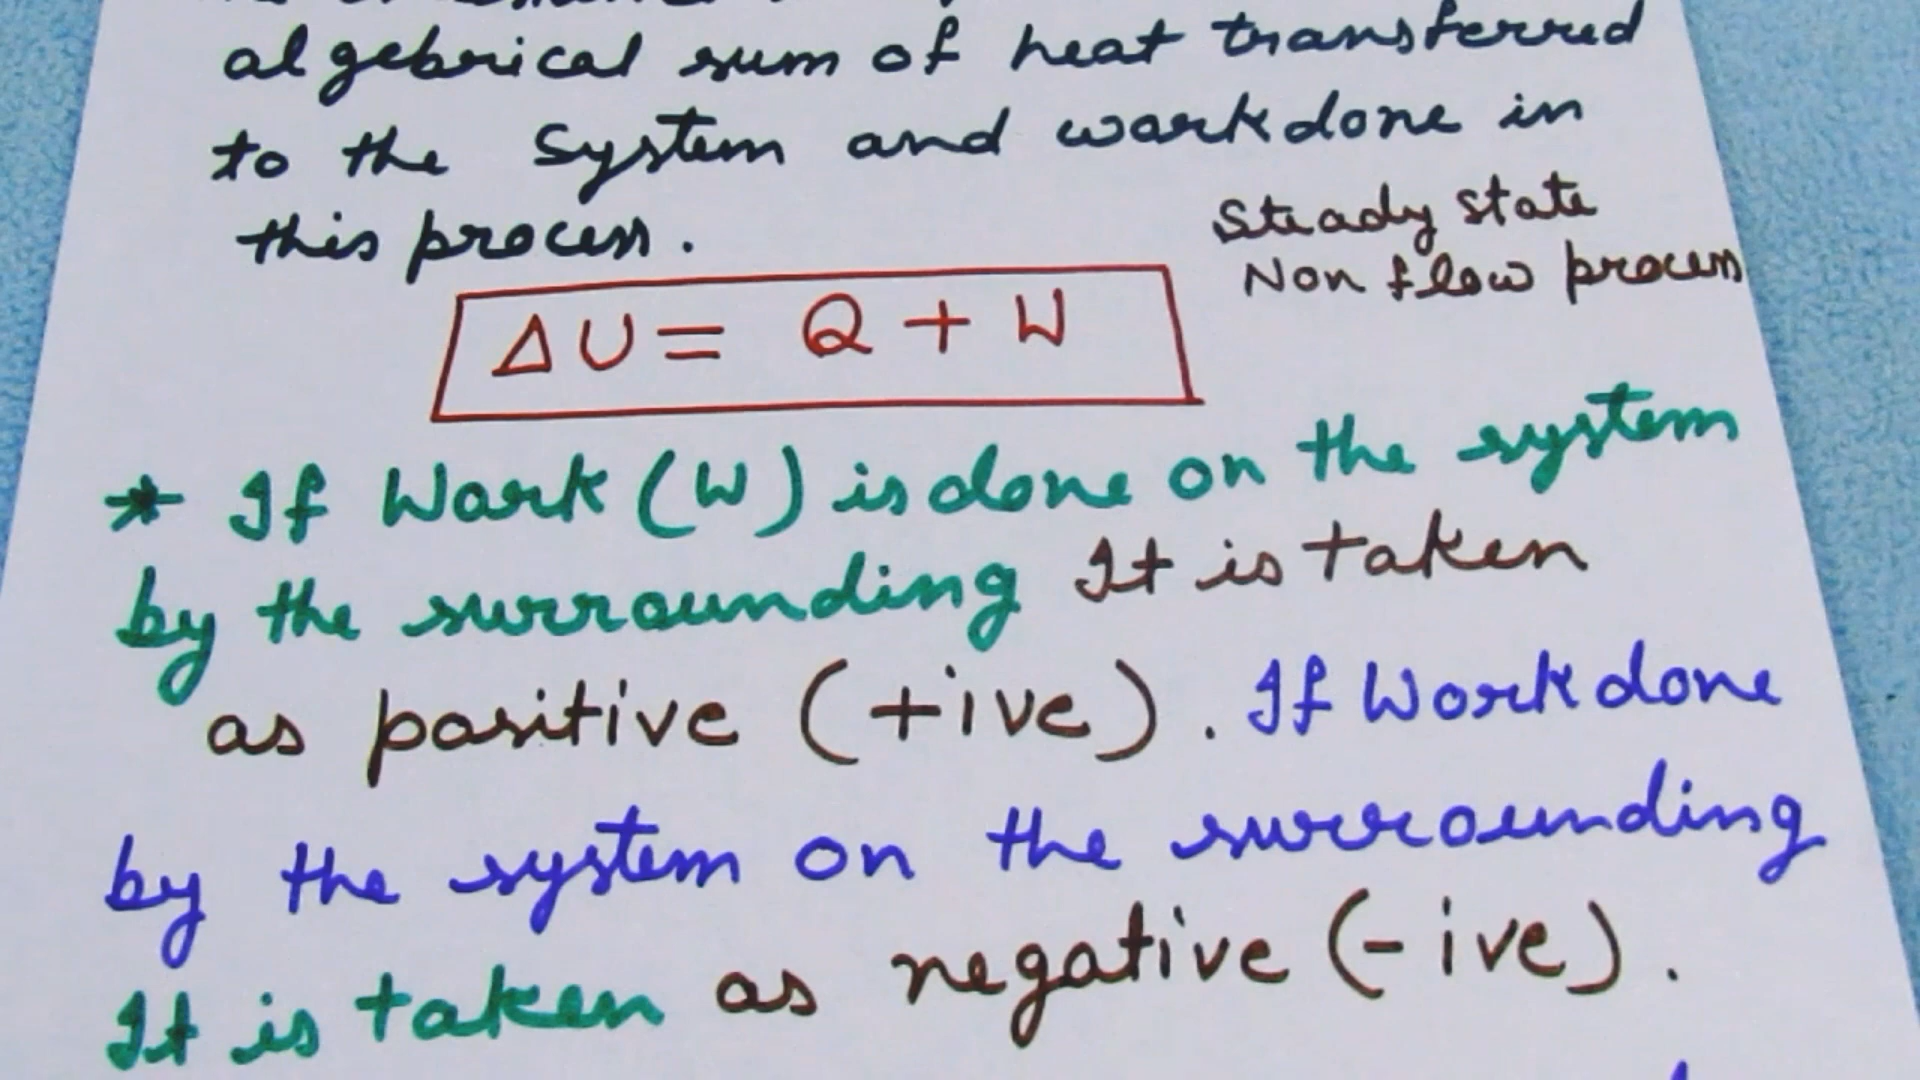 algebrical sum of heat transferred
to the System and workdone in
this process.
Steady state
Non flow process
ΔU = Q + W
* If Work (W) is done on the system
by the surrounding It is taken
as positive (+ive). If Workdone
by the system on the surrounding
It is taken as negative (-ive).